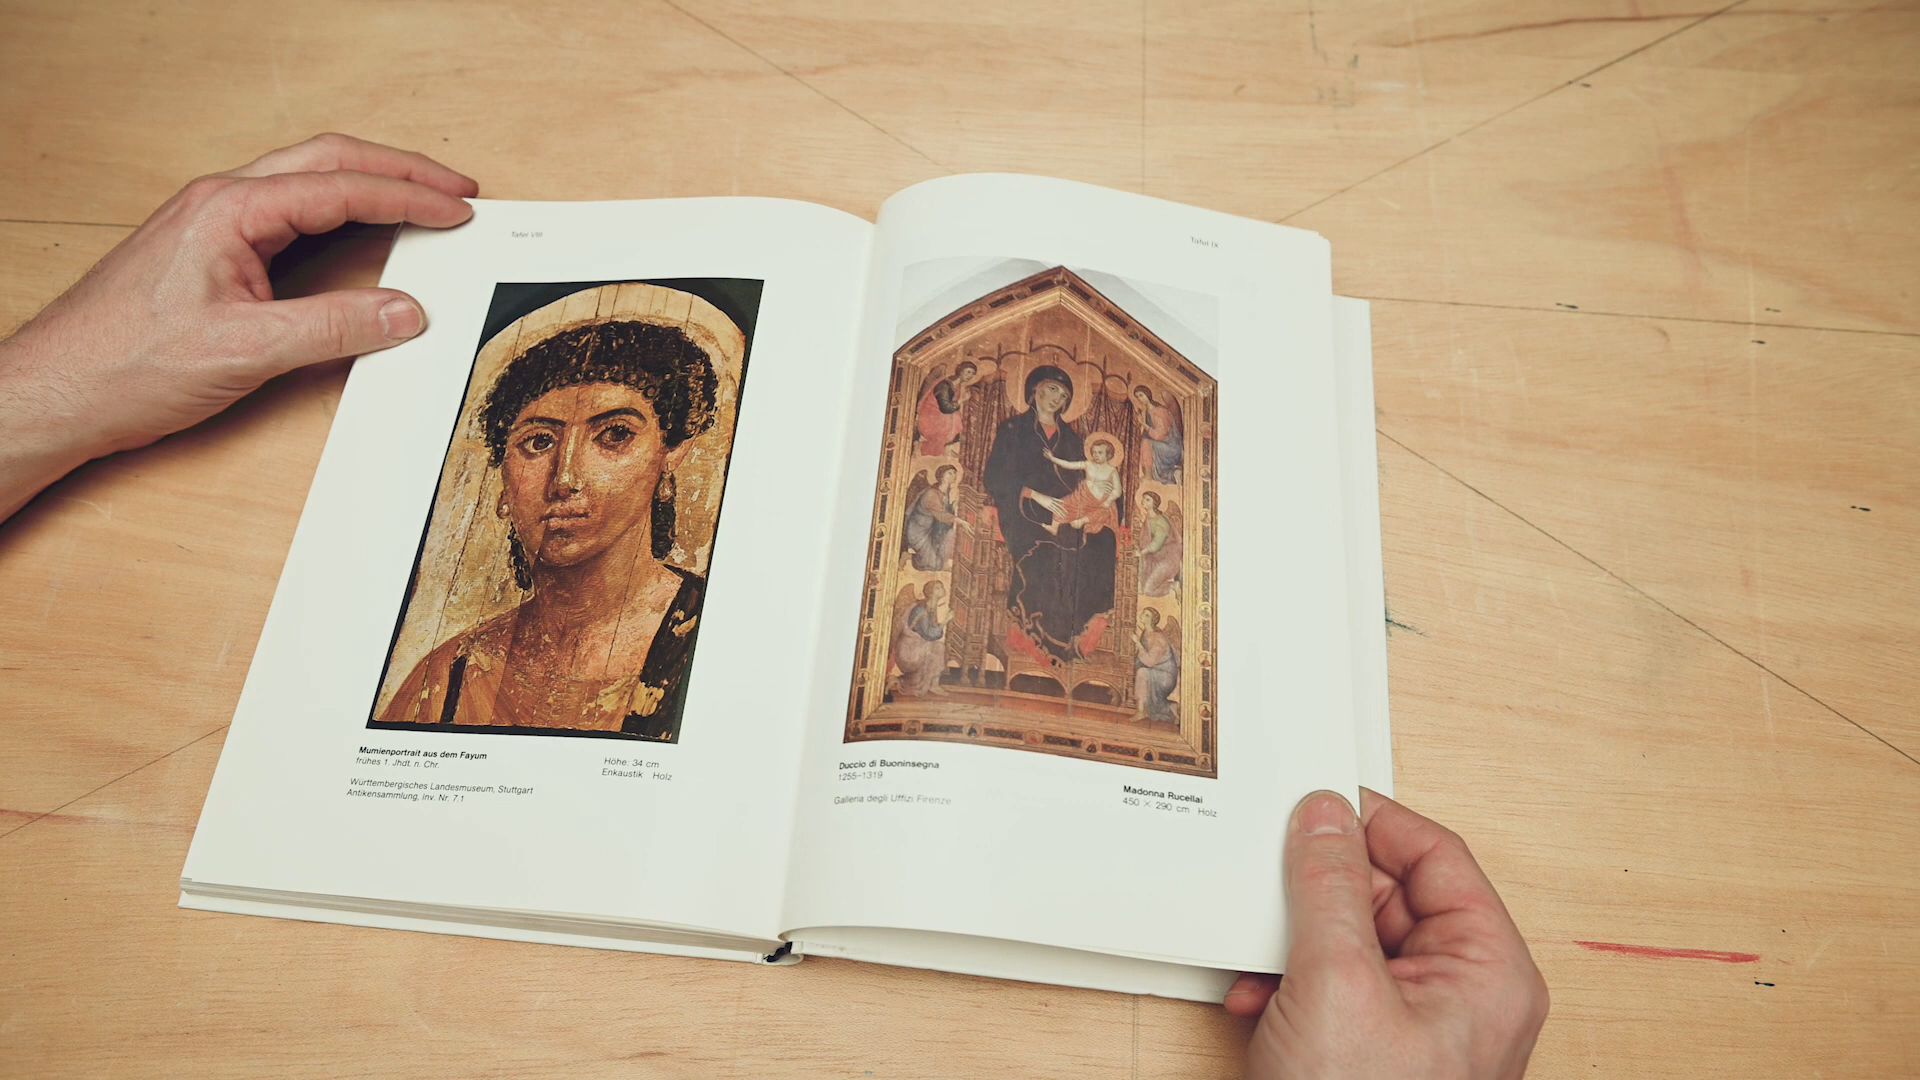 Tafel VIII
Mumienportrait aus dem Fayum
frühes 1. Jhdt. n. Chr.
Württembergisches Landesmuseum, Stuttgart
Antikensammlung, Inv. Nr. 7.1
Höhe: 34 cm
Enkaustik Holz
Tafel IX
Duccio di Buoninsegna
1255–1319
Galleria degli Uffizi Firenze
Madonna Rucellai
450 × 290 cm Holz